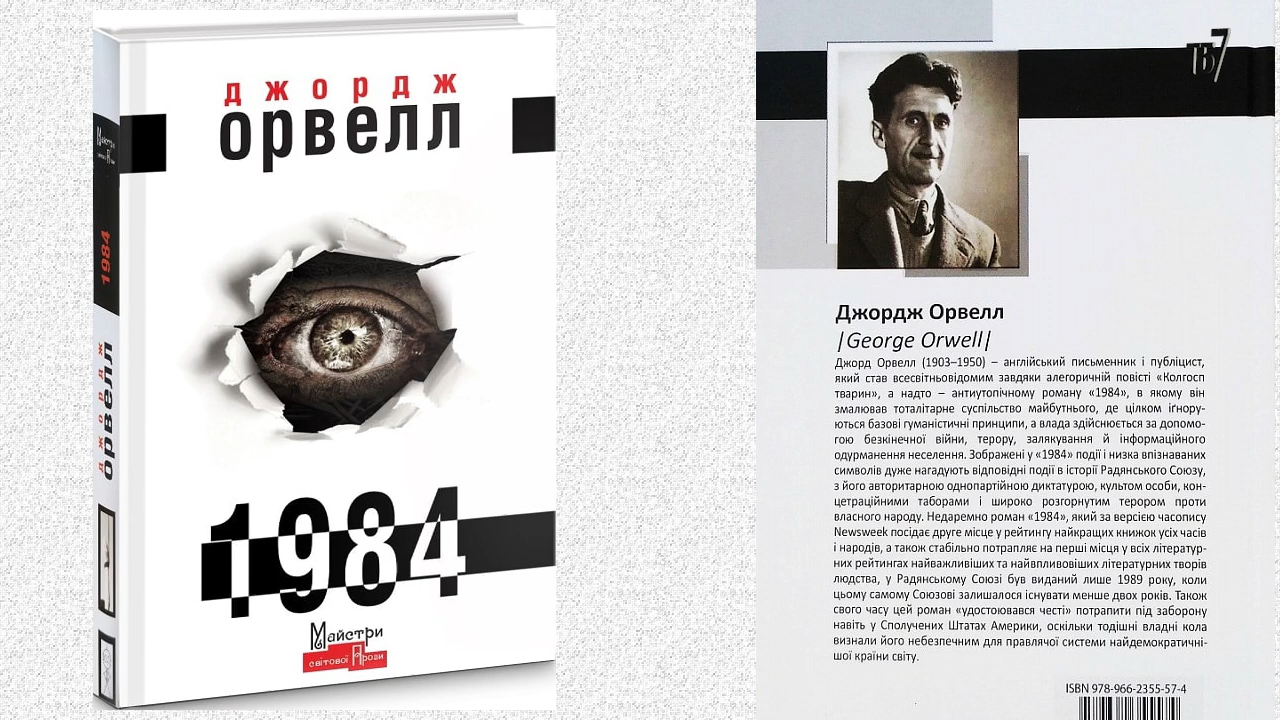 джордж
орвелл
1984
Майстри
світової Прози
Майстри
1984
джордж
орвелл
Джордж Орвелл
|George Orwell|
Джорд Орвелл (1903–1950) – англійський письменник і публіцист,
який став всесвітньовідомим завдяки алегоричній повісті «Колгосп
тварин», а надто – антиутопічному роману «1984», в якому він
змалював тоталітарне суспільство майбутнього, де цілком іґнору-
ються базові гуманістичні принципи, а влада здійснюється за допомо-
гою безкінечної війни, терору, залякування й інформаційного
одурманення неселення. Зображені у «1984» події і низка впізнаваних
символів дуже нагадують відповідні події в історії Радянського Союзу,
з його авторитарною однопартійною диктатурою, культом особи, кон-
цетраційними таборами і широко розгорнутим терором проти
власного народу. Недаремно роман «1984», який за версією часопису
Newsweek посідає друге місце у рейтингу найкращих книжок усіх часів
і народів, а також стабільно потрапляє на перші місця у всіх літератур-
них рейтингах найважливіших та найвпливовіших літературних творів
людства, у Радянському Союзі був виданий лише 1989 року, коли
цьому самому Союзові залишалося існувати менше двох років. Також
свого часу цей роман «удостоювався честі» потрапити під заборону
навіть у Сполучених Штатах Америки, оскільки тодішні владні кола
визнали його небезпечним для правлячої системи найдемократичні-
шої країни світу.
ISBN 978-966-2355-57-4